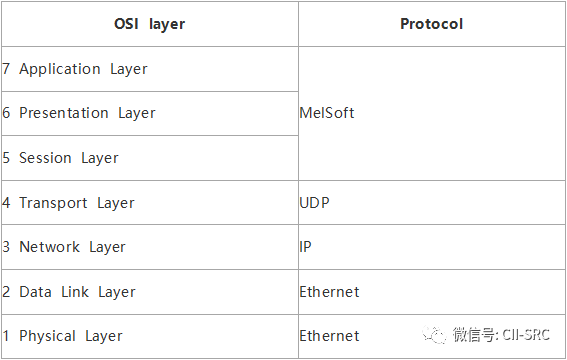 OSI layer Protocol
7 Application Layer
6 Presentation Layer MelSoft
5 Session Layer
4 Transport Layer UDP
3 Network Layer IP
2 Data Link Layer Ethernet
1 Physical Layer Ethernet
微信号: CII-SRC